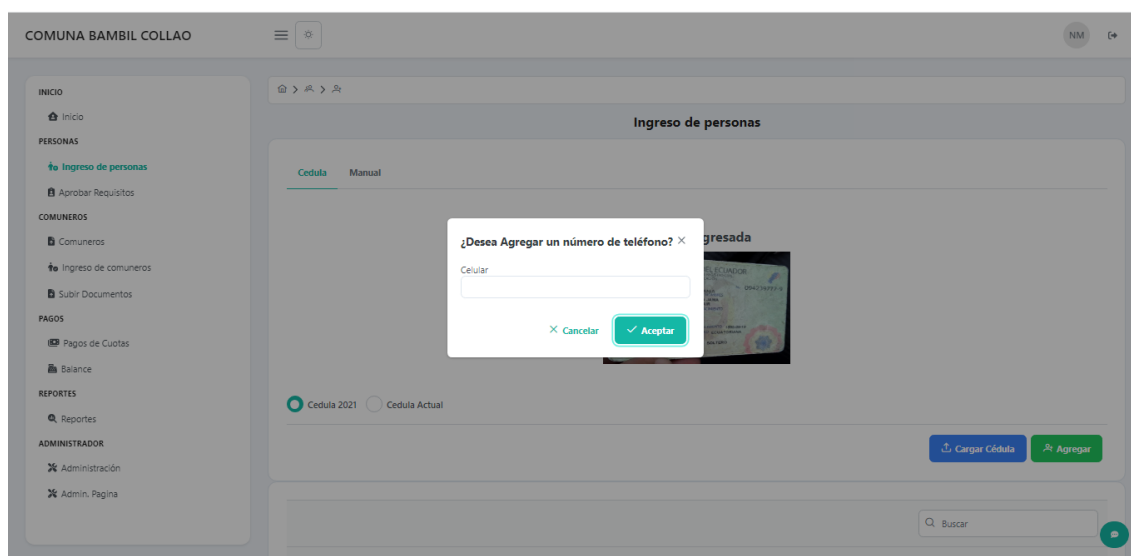 COMUNA BAMBIL COLLAO
NM
INICIO
Inicio
PERSONAS
Ingreso de personas
Aprobar Requisitos
COMUNEROS
Comuneros
Ingreso de comuneros
Subir Documentos
PAGOS
Pagos de Cuotas
Balance
REPORTES
Reportes
ADMINISTRADOR
Administración
Admin. Pagina
Ingreso de personas
Cedula Manual
gresada
EL ECUADOR
¿Desea Agregar un número de teléfono?
Celular
Cancelar
Aceptar
Cedula 2021
Cedula Actual
Cargar Cédula
Agregar
Buscar